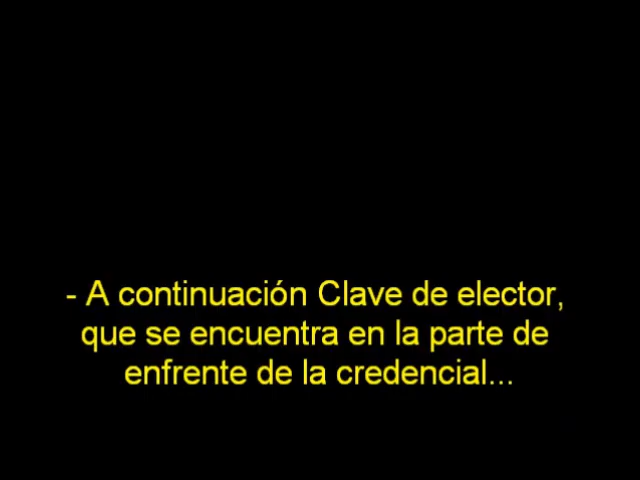 - A continuación Clave de elector,
que se encuentra en la parte de
enfrente de la credencial...